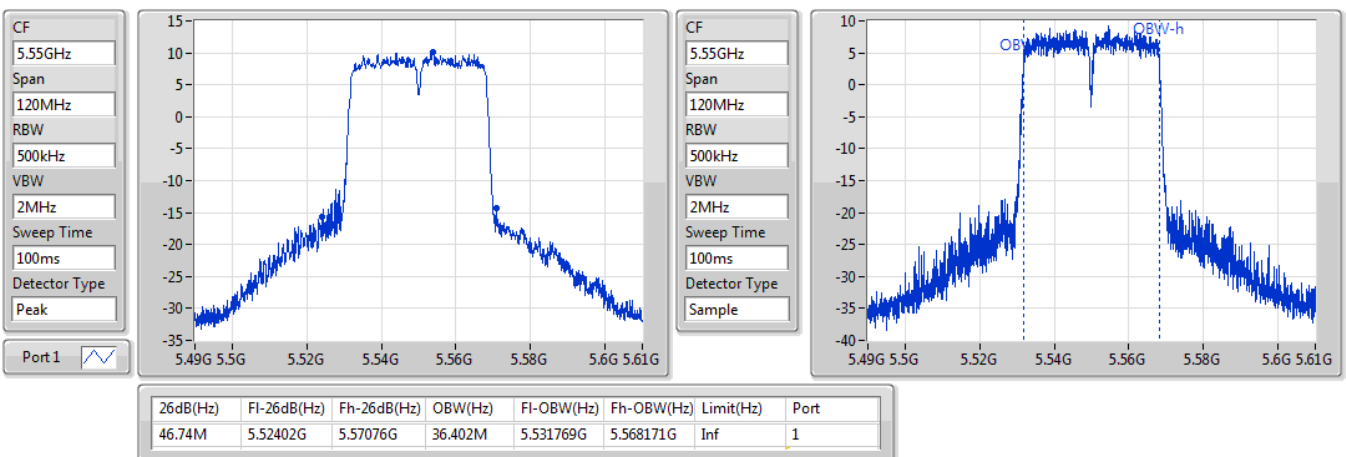 CF
5.55GHz
Span
120MHz
RBW
500kHz
VBW
2MHz
Sweep Time
100ms
Detector Type
Peak
Port 1
15
10
5
0
-5
-10
-15
-20
-25
-30
-35
5.49G 5.5G 5.52G 5.54G 5.56G 5.58G 5.6G 5.61G
CF
5.55GHz
Span
120MHz
RBW
500kHz
VBW
2MHz
Sweep Time
100ms
Detector Type
Sample
10
5
0
-5
-10
-15
-20
-25
-30
-35
-40
OBW-h
5.49G 5.5G 5.52G 5.54G 5.56G 5.58G 5.6G 5.61G
26dB(Hz) Fl-26dB(Hz) Fh-26dB(Hz) OBW(Hz) Fl-OBW(Hz) Fh-OBW(Hz) Limit(Hz) Port
46.74M 5.52402G 5.57076G 36.402M 5.531769G 5.568171G Inf 1